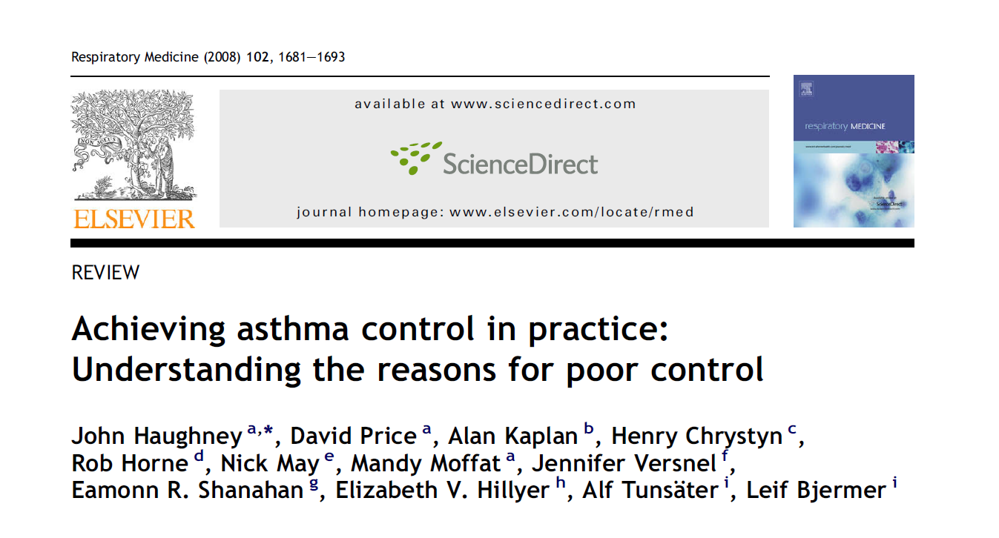 Respiratory Medicine (2008) 102, 1681–1693
NON SOLUS
ELSEVIER
available at www.sciencedirect.com
ScienceDirect
journal homepage: www.elsevier.com/locate/rmed
respiratory MEDICINE
ScienceDirect
REVIEW
Achieving asthma control in practice:
Understanding the reasons for poor control
John Haughney a,*, David Price a, Alan Kaplan b, Henry Chrystyn c,
Rob Horne d, Nick May e, Mandy Moffat a, Jennifer Versnel f,
Eamonn R. Shanahan g, Elizabeth V. Hillyer h, Alf Tunsäter i, Leif Bjermer i